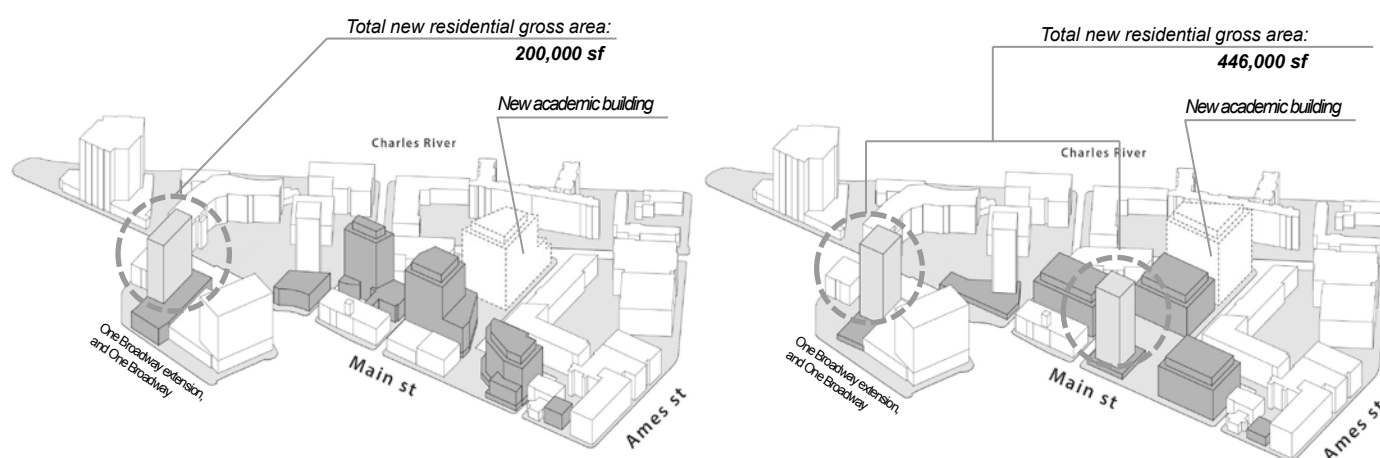 Total new residential gross area:
200,000 sf
New academic building
Charles River
One Broadway extension,
and One Broadway
Main st
Ames st
Total new residential gross area:
446,000 sf
New academic building
Charles River
One Broadway extension,
and One Broadway
Main st
Ames st